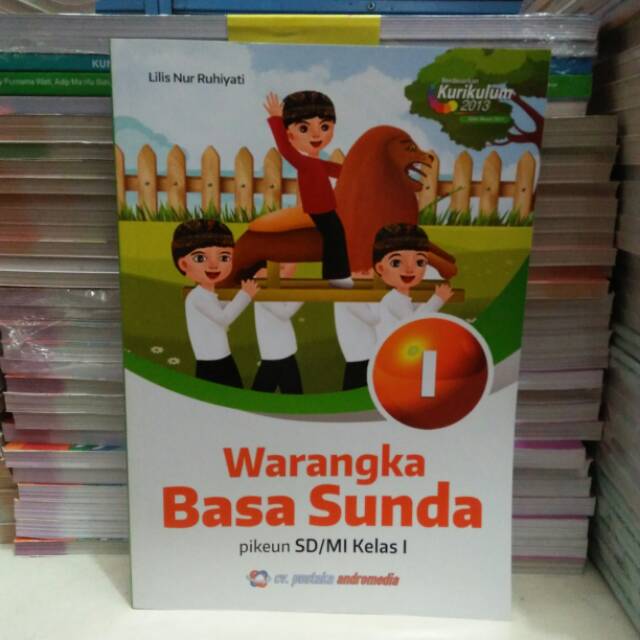 Lilis Nur Ruhiyati
Kurikulum
2013
I
Warangka
Basa Sunda
pikeun SD/MI Kelas I
cv. pustaka andromedia